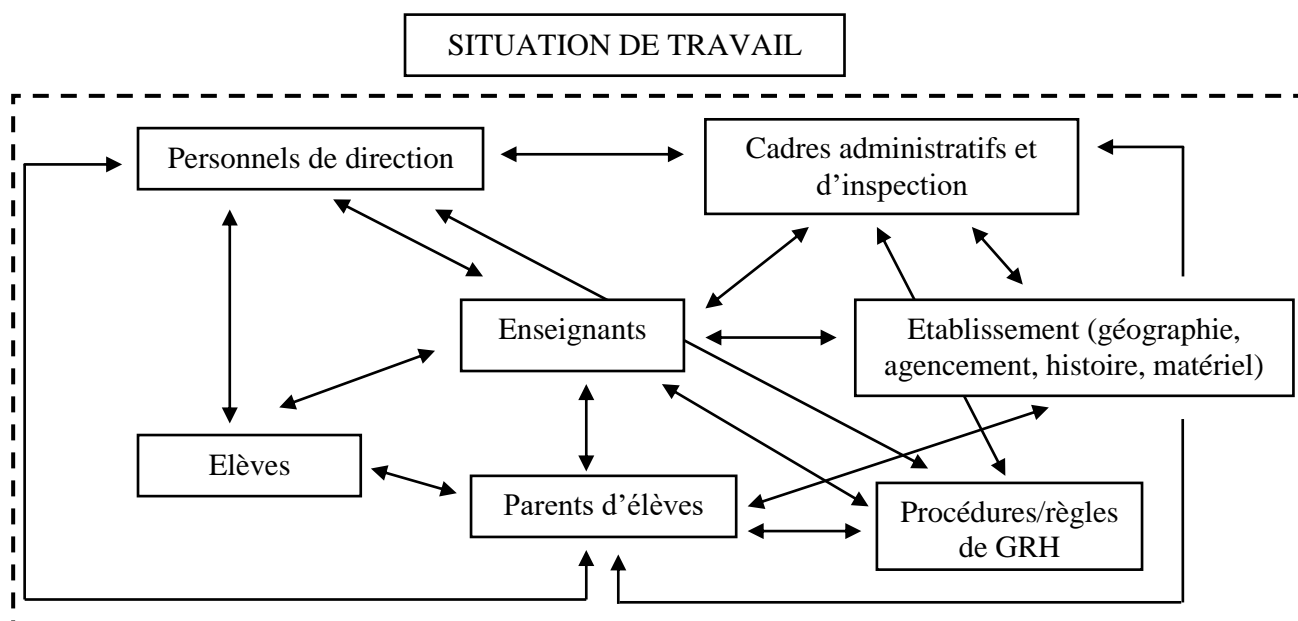 SITUATION DE TRAVAIL
Personnels de direction
Cadres administratifs et
d’inspection
Enseignants
Etablissement (géographie,
agencement, histoire, matériel)
Elèves
Parents d’élèves
Procédures/règles
de GRH